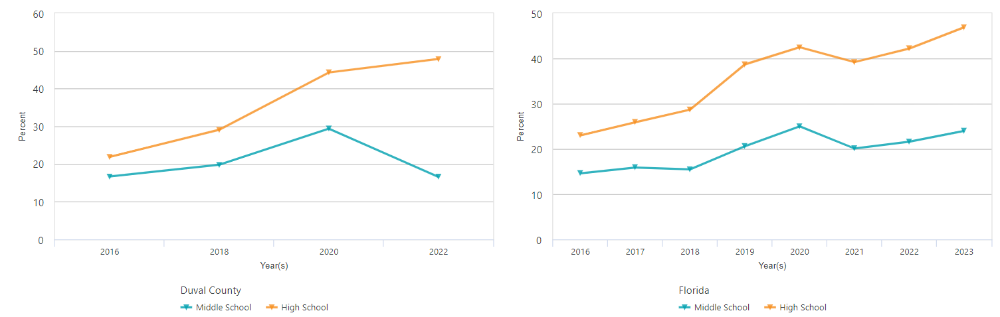 60
50
40
30
20
10
0
Percent
2016 2018 2020 2022
Year(s)
Duval County
Middle School High School
50
40
30
20
10
0
Percent
2016 2017 2018 2019 2020 2021 2022 2023
Year(s)
Florida
Middle School High School